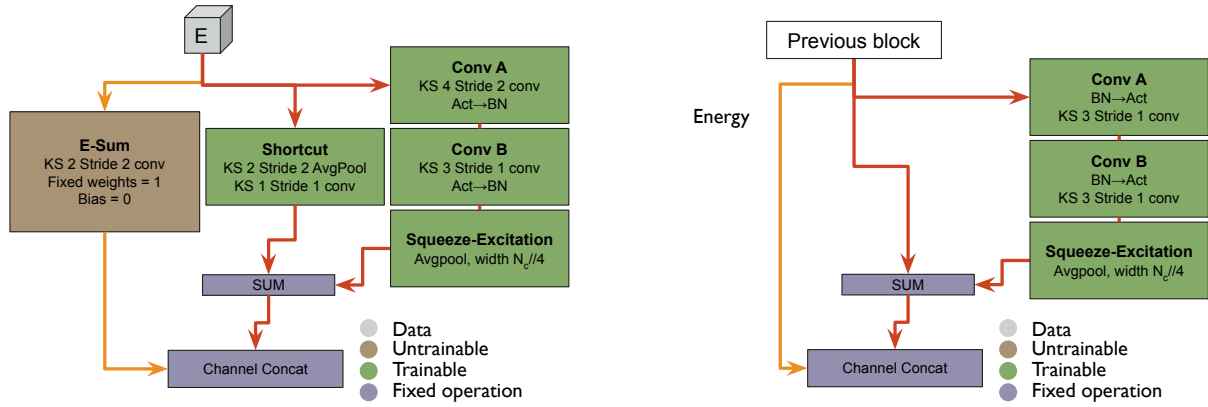 E
E-Sum
KS 2 Stride 2 conv
Fixed weights = 1
Bias = 0
Shortcut
KS 2 Stride 2 AvgPool
KS 1 Stride 1 conv
Conv A
KS 4 Stride 2 conv
Act→BN
Conv B
KS 3 Stride 1 conv
Act→BN
Squeeze-Excitation
Avgpool, width N_c//4
SUM
Channel Concat
Data
Untrainable
Trainable
Fixed operation
Previous block
Energy
Conv A
BN→Act
KS 3 Stride 1 conv
Conv B
BN→Act
KS 3 Stride 1 conv
Squeeze-Excitation
Avgpool, width N_c//4
SUM
Channel Concat
Data
Untrainable
Trainable
Fixed operation